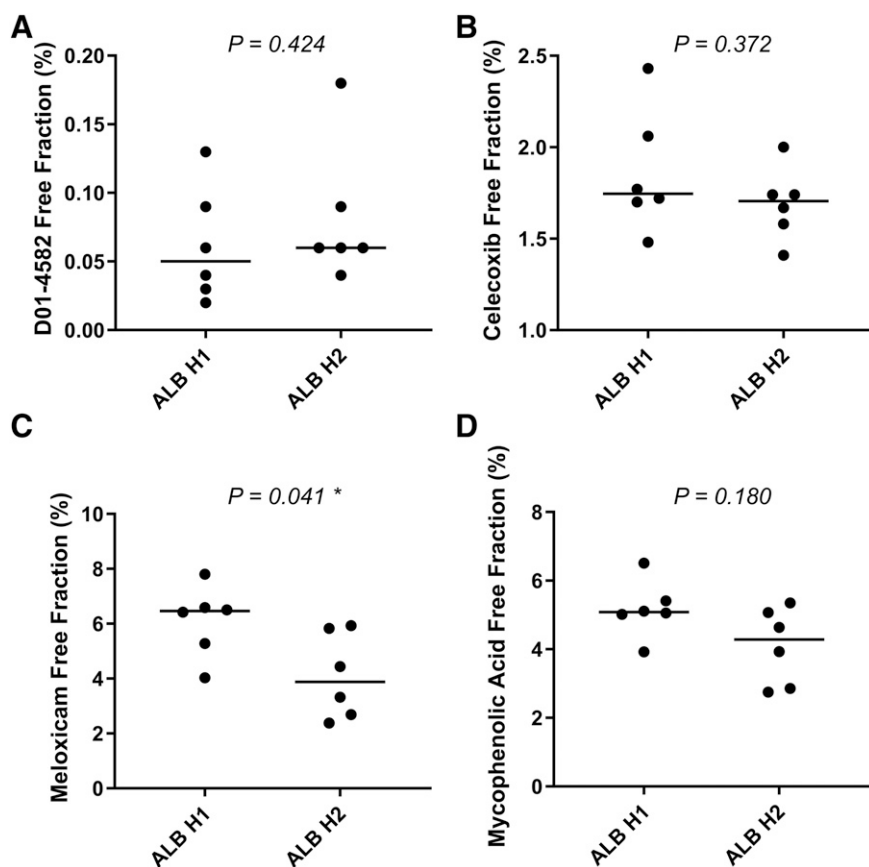 A
P = 0.424
D01-4582 Free Fraction (%)
0.20
0.15
0.10
0.05
0.00
ALB H1
ALB H2
B
P = 0.372
Celecoxib Free Fraction (%)
2.5
2.0
1.5
1.0
ALB H1
ALB H2
C
P = 0.041 *
Meloxicam Free Fraction (%)
10
8
6
4
2
0
ALB H1
ALB H2
D
P = 0.180
Mycophenolic Acid Free Fraction (%)
8
6
4
2
0
ALB H1
ALB H2